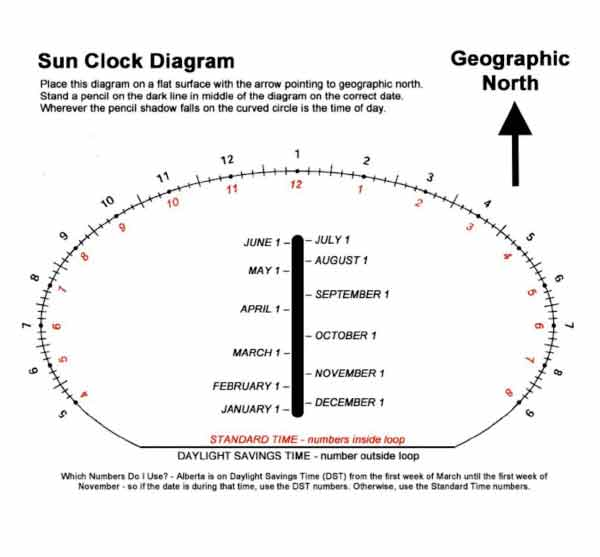 Sun Clock Diagram
Place this diagram on a flat surface with the arrow pointing to geographic north.
Stand a pencil on the dark line in middle of the diagram on the correct date.
Wherever the pencil shadow falls on the curved circle is the time of day.
Geographic
North
5 6 7 8 9 10 11 12 1 2 3 4 5 6 7 8 9
4 5 6 7 8 9 10 11 12 1 2 3 4 5 6 7 8
JUNE 1
JULY 1
AUGUST 1
MAY 1
SEPTEMBER 1
APRIL 1
OCTOBER 1
MARCH 1
NOVEMBER 1
FEBRUARY 1
DECEMBER 1
JANUARY 1
STANDARD TIME - numbers inside loop
DAYLIGHT SAVINGS TIME - number outside loop
Which Numbers Do I Use? - Alberta is on Daylight Savings Time (DST) from the first week of March until the first week of
November - so if the date is during that time, use the DST numbers. Otherwise, use the Standard Time numbers.